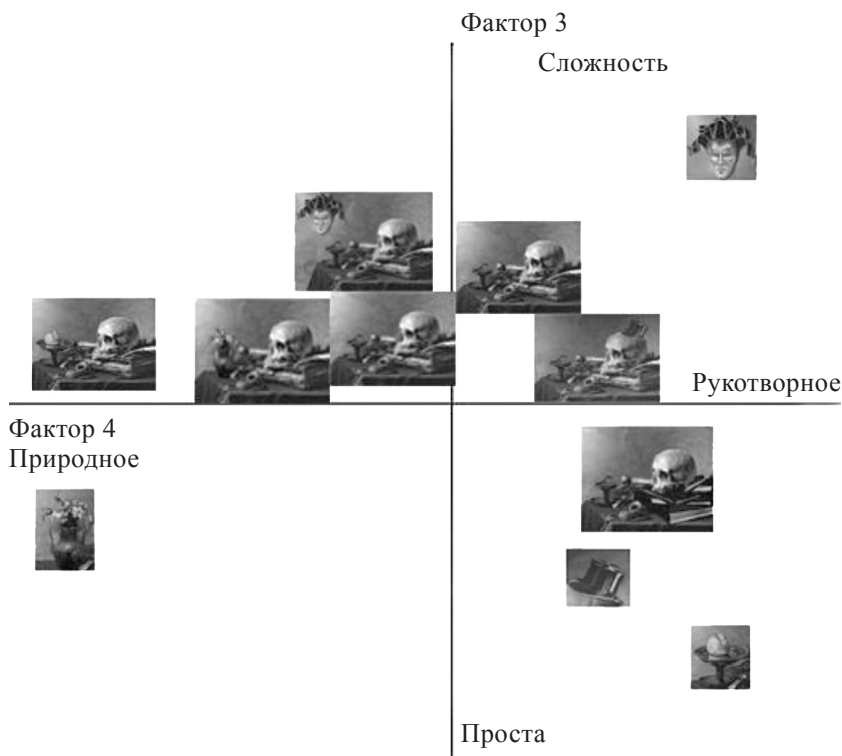 Фактор 3
Сложность
Рукотворное
Фактор 4
Природное
Проста